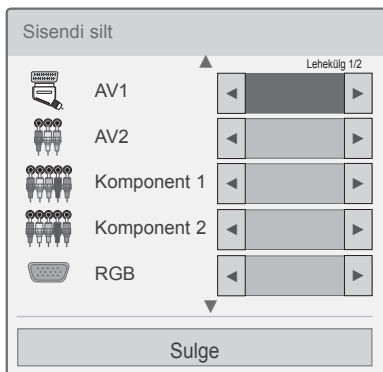 Sisendi silt
Lehekülg 1/2
AV1
AV2
Komponent 1
Komponent 2
RGB
Sulge